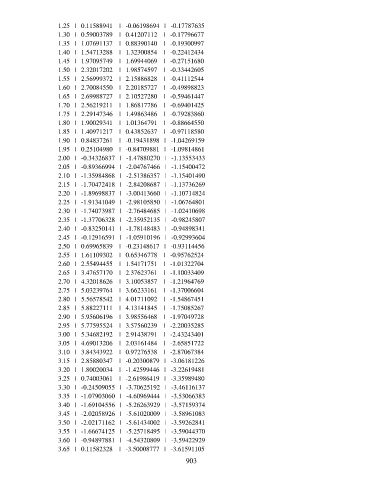 1.25 | 0.11588941 | -0.06198694 | -0.17787635
1.30 | 0.59003789 | 0.41207112 | -0.17796677
1.35 | 1.07691137 | 0.88390140 | -0.19300997
1.40 | 1.54713288 | 1.32300854 | -0.22412434
1.45 | 1.97095749 | 1.69944069 | -0.27151680
1.50 | 2.32017202 | 1.98574597 | -0.33442605
1.55 | 2.56999372 | 2.15886828 | -0.41112544
1.60 | 2.70084550 | 2.20185727 | -0.49898823
1.65 | 2.69988727 | 2.10527280 | -0.59461447
1.70 | 2.56219211 | 1.86817786 | -0.69401425
1.75 | 2.29147346 | 1.49863486 | -0.79283860
1.80 | 1.90029341 | 1.01364791 | -0.88664550
1.85 | 1.40971217 | 0.43852637 | -0.97118580
1.90 | 0.84837261 | -0.19431898 | -1.04269159
1.95 | 0.25104980 | -0.84709881 | -1.09814861
2.00 | -0.34326837 | -1.47880270 | -1.13553433
2.05 | -0.89366994 | -2.04767466 | -1.15400472
2.10 | -1.35984868 | -2.51386357 | -1.15401490
2.15 | -1.70472418 | -2.84208687 | -1.13736269
2.20 | -1.89698837 | -3.00413660 | -1.10714824
2.25 | -1.91341049 | -2.98105850 | -1.06764801
2.30 | -1.74073987 | -2.76484685 | -1.02410698
2.35 | -1.37706328 | -2.35952135 | -0.98245807
2.40 | -0.83250141 | -1.78148483 | -0.94898341
2.45 | -0.12916591 | -1.05910196 | -0.92993604
2.50 | 0.69965839 | -0.23148617 | -0.93114456
2.55 | 1.61109302 | 0.65346778 | -0.95762524
2.60 | 2.55494455 | 1.54171751 | -1.01322704
2.65 | 3.47657170 | 2.37623761 | -1.10033409
2.70 | 4.32018626 | 3.10053857 | -1.21964769
2.75 | 5.03239764 | 3.66233161 | -1.37006604
2.80 | 5.56578542 | 4.01711092 | -1.54867451
2.85 | 5.88227111 | 4.13141845 | -1.75085267
2.90 | 5.95606196 | 3.98556468 | -1.97049728
2.95 | 5.77595524 | 3.57560239 | -2.20035285
3.00 | 5.34682192 | 2.91438791 | -2.43243401
3.05 | 4.69013206 | 2.03161484 | -2.65851722
3.10 | 3.84343922 | 0.97276538 | -2.87067384
3.15 | 2.85880347 | -0.20300879 | -3.06181226
3.20 | 1.80020034 | -1.42599446 | -3.22619481
3.25 | 0.74003061 | -2.61986419 | -3.35989480
3.30 | -0.24509055 | -3.70625192 | -3.46116137
3.35 | -1.07903060 | -4.60969444 | -3.53066383
3.40 | -1.69104556 | -5.26263929 | -3.57159374
3.45 | -2.02058926 | -5.61020009 | -3.58961083
3.50 | -2.02171162 | -5.61434002 | -3.59262841
3.55 | -1.66674125 | -5.25718495 | -3.59044370
3.60 | -0.94897881 | -4.54320809 | -3.59422929
3.65 | 0.11582328 | -3.50008777 | -3.61591105
903